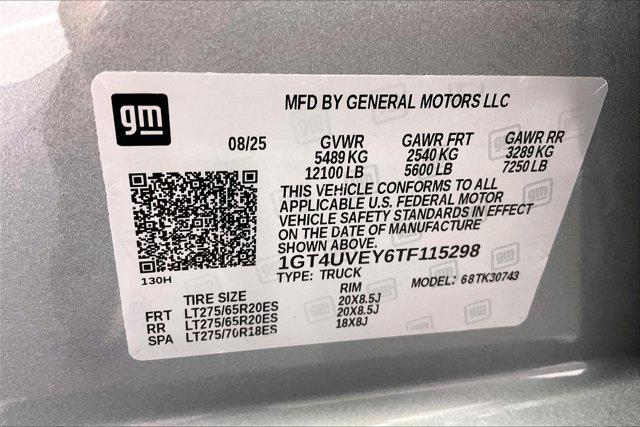 gm
MFD BY GENERAL MOTORS LLC
08/25 GVWR GAWR FRT GAWR RR
5489 KG 2540 KG 3289 KG
12100 LB 5600 LB 7250 LB
THIS VEHICLE CONFORMS TO ALL
APPLICABLE U.S. FEDERAL MOTOR
VEHICLE SAFETY STANDARDS IN EFFECT
ON THE DATE OF MANUFACTURE
SHOWN ABOVE.
1GT4UVEY6TF115298
130H TYPE: TRUCK MODEL: 68TK30743
TIRE SIZE RIM
FRT LT275/65R20ES 20X8.5J
RR LT275/65R20ES 20X8.5J
SPA LT275/70R18ES 18X8J